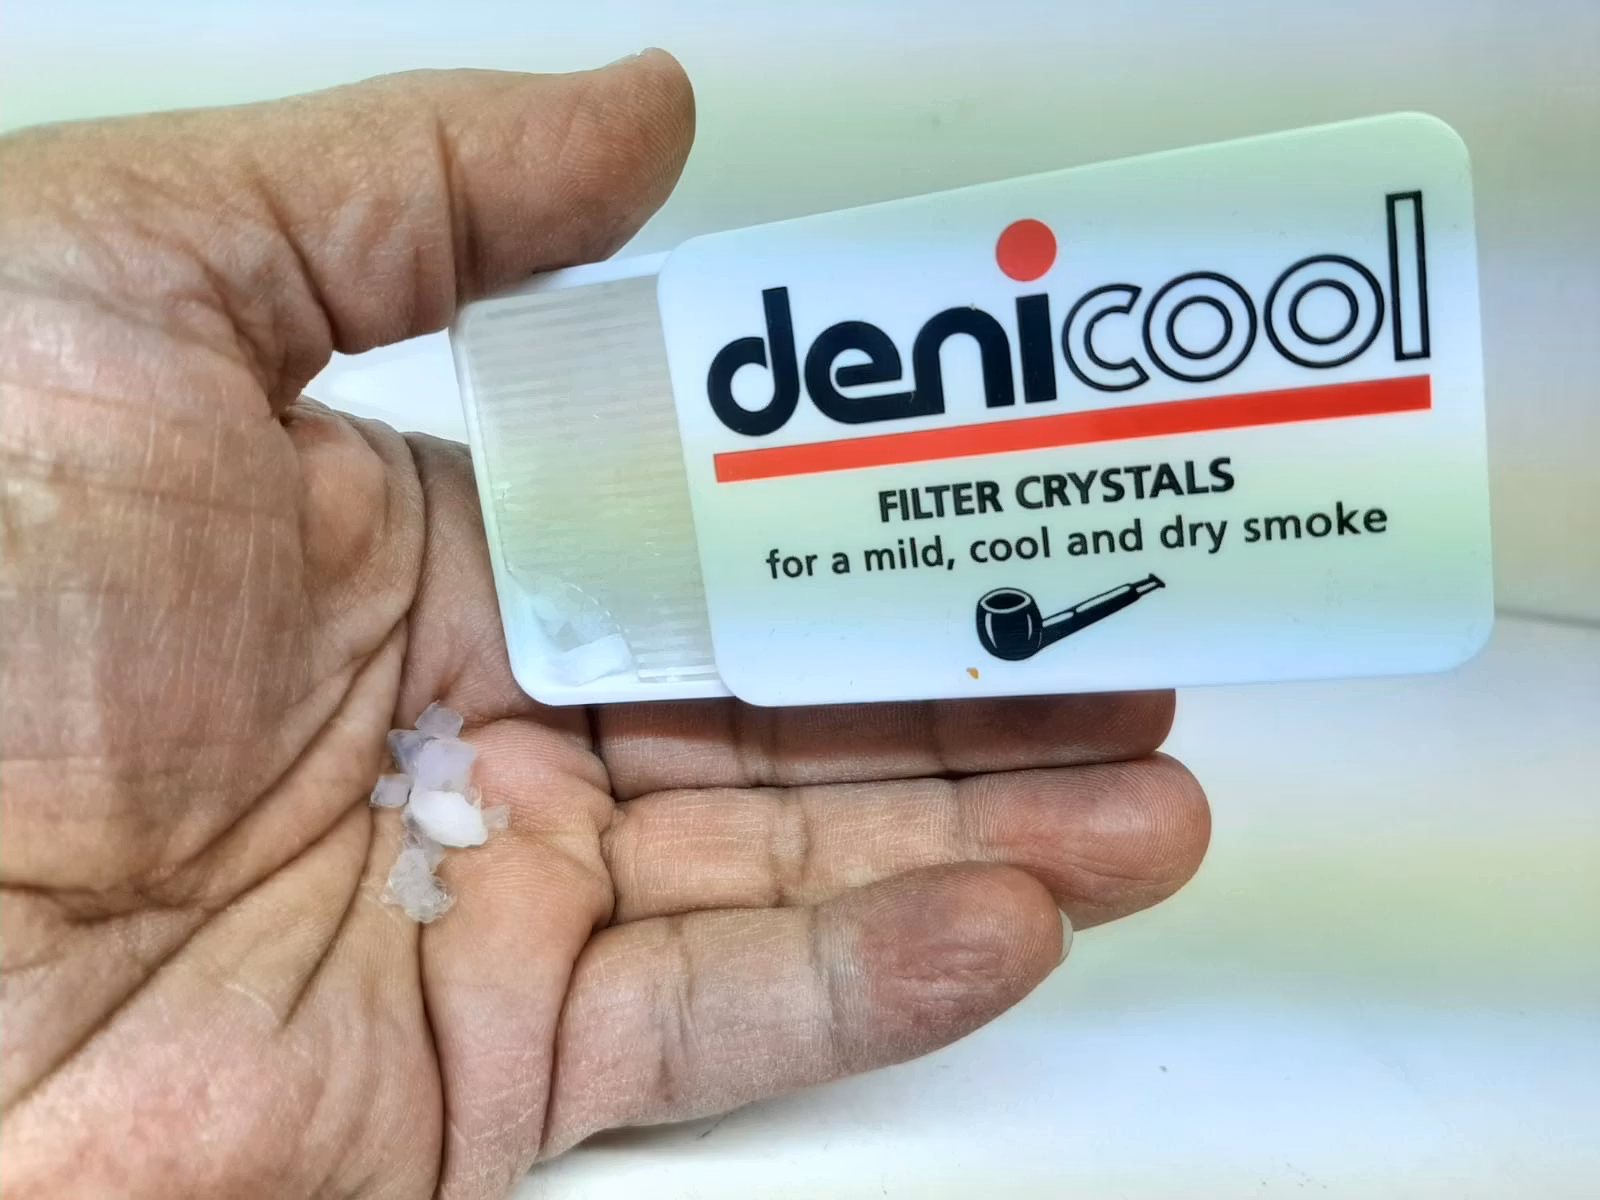 denicool
FILTER CRYSTALS
for a mild, cool and dry smoke